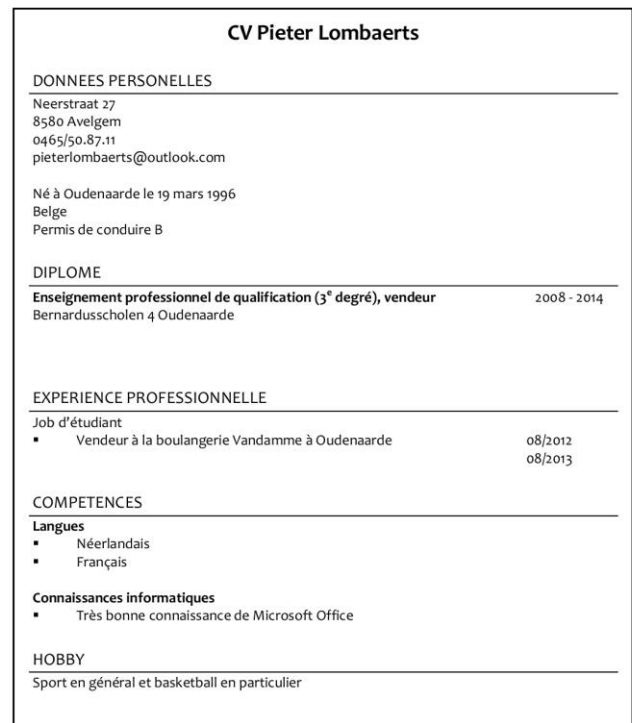 CV Pieter Lombaerts
DONNEES PERSONELLES
Neerstraat 27
8580 Avelgem
0465/50.87.11
pieterlombaerts@outlook.com
Né à Oudenaarde le 19 mars 1996
Belge
Permis de conduire B
DIPLOME
Enseignement professionnel de qualification (3e degré), vendeur 2008 - 2014
Bernardusscholen 4 Oudenaarde
EXPERIENCE PROFESSIONNELLE
Job d'étudiant
▪ Vendeur à la boulangerie Vandamme à Oudenaarde 08/2012
08/2013
COMPETENCES
Langues
▪ Néerlandais
▪ Français
Connaissances informatiques
▪ Très bonne connaissance de Microsoft Office
HOBBY
Sport en général et basketball en particulier